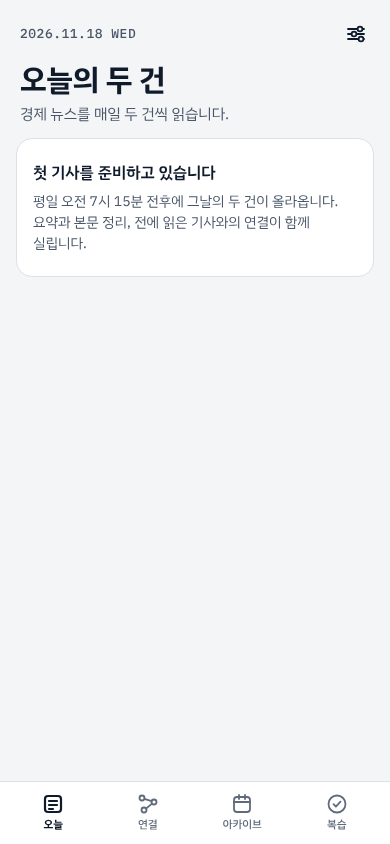 2026.11.18 WED
오늘의 두 건
경제 뉴스를 매일 두 건씩 읽습니다.
첫 기사를 준비하고 있습니다
평일 오전 7시 15분 전후에 그날의 두 건이 올라옵니다.
요약과 본문 정리, 전에 읽은 기사와의 연결이 함께
실립니다.
오늘
연결
아카이브
복습